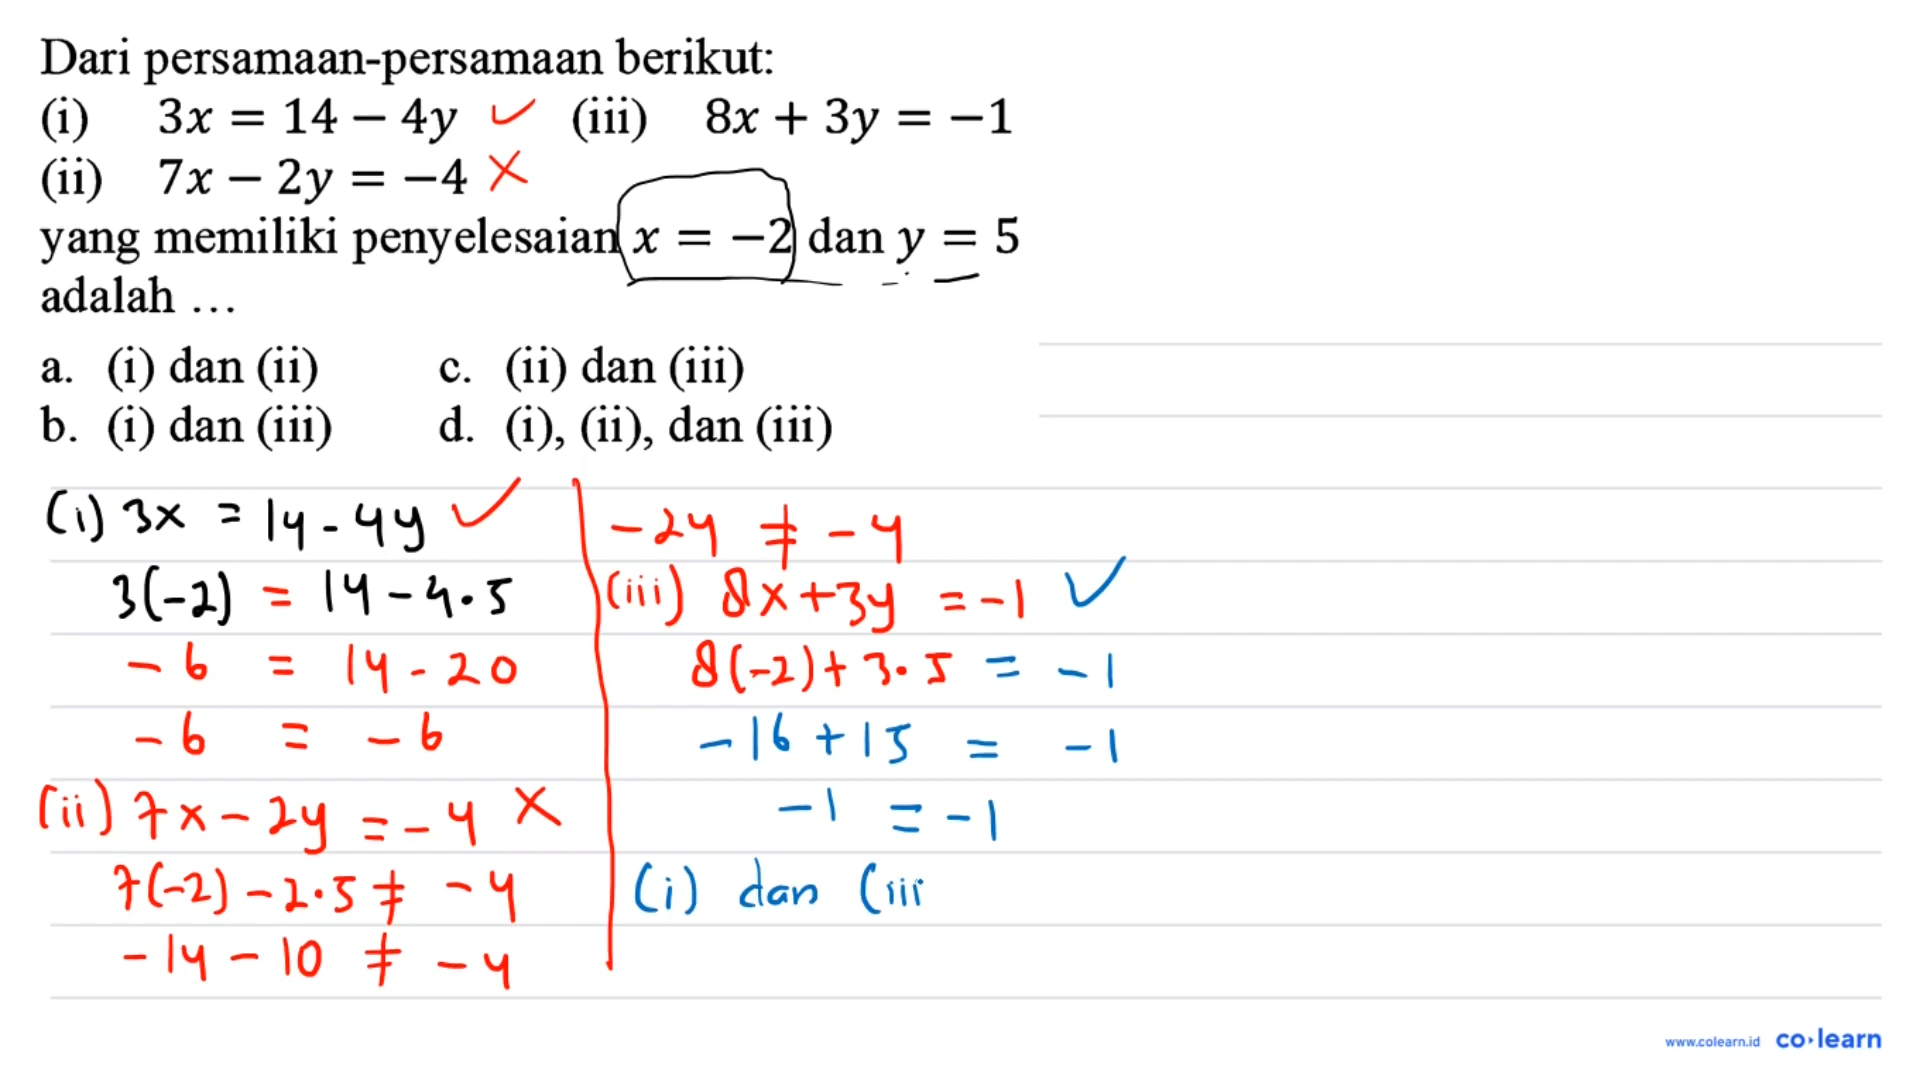 Dari persamaan-persamaan berikut:
(i) 3x = 14 − 4y ✓ (iii) 8x + 3y = −1
(ii) 7x − 2y = −4 ✗
yang memiliki penyelesaian x = −2 dan y = 5
adalah …
a. (i) dan (ii) c. (ii) dan (iii)
b. (i) dan (iii) d. (i), (ii), dan (iii)
(i) 3x = 14 - 4y ✓
3(-2) = 14 - 4·5
-6 = 14 - 20
-6 = -6
(ii) 7x - 2y = -4 ✗
7(-2) - 2·5 ≠ -4
-14 - 10 ≠ -4
-24 ≠ -4
(iii) 8x + 3y = -1 ✓
8(-2) + 3·5 = -1
-16 + 15 = -1
-1 = -1
(i) dan (iii
www.colearn.id co learn